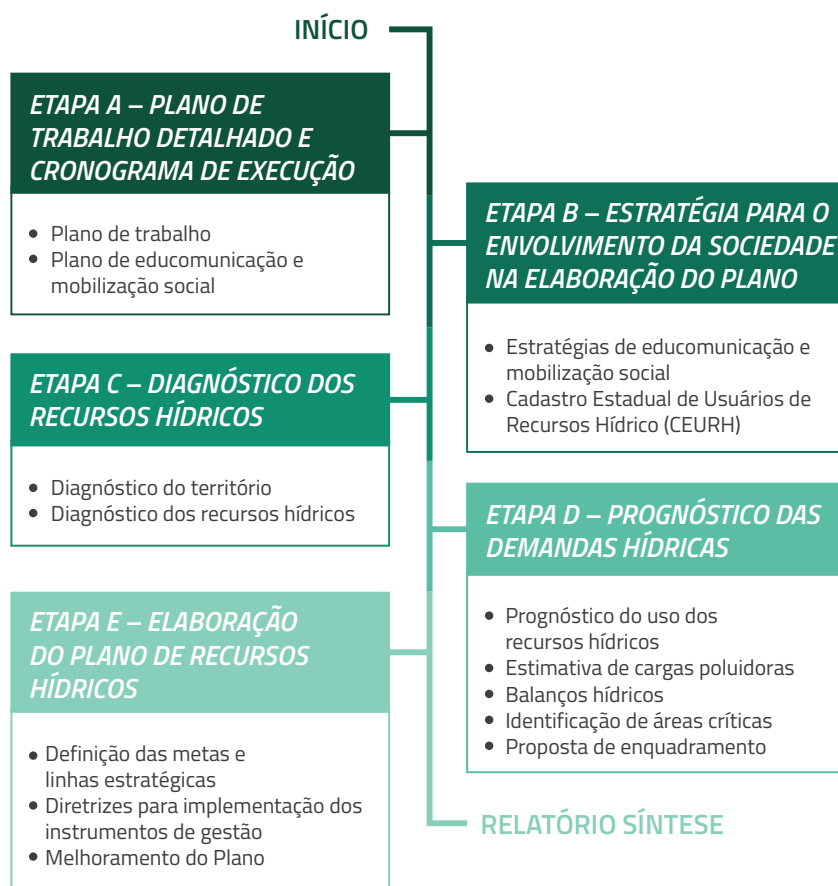 INÍCIO
ETAPA A – PLANO DE
TRABALHO DETALHADO E
CRONOGRAMA DE EXECUÇÃO
• Plano de trabalho
• Plano de educomunicação e
mobilização social
ETAPA B – ESTRATÉGIA PARA O
ENVOLVIMENTO DA SOCIEDADE
NA ELABORAÇÃO DO PLANO
• Estratégias de educomunicação e
mobilização social
• Cadastro Estadual de Usuários de
Recursos Hídrico (CEURH)
ETAPA C – DIAGNÓSTICO DOS
RECURSOS HÍDRICOS
• Diagnóstico do território
• Diagnóstico dos recursos hídricos
ETAPA D – PROGNÓSTICO DAS
DEMANDAS HÍDRICAS
• Prognóstico do uso dos
recursos hídricos
• Estimativa de cargas poluidoras
• Balanços hídricos
• Identificação de áreas críticas
• Proposta de enquadramento
ETAPA E – ELABORAÇÃO
DO PLANO DE RECURSOS
HÍDRICOS
• Definição das metas e
linhas estratégicas
• Diretrizes para implementação dos
instrumentos de gestão
• Melhoramento do Plano
RELATÓRIO SÍNTESE